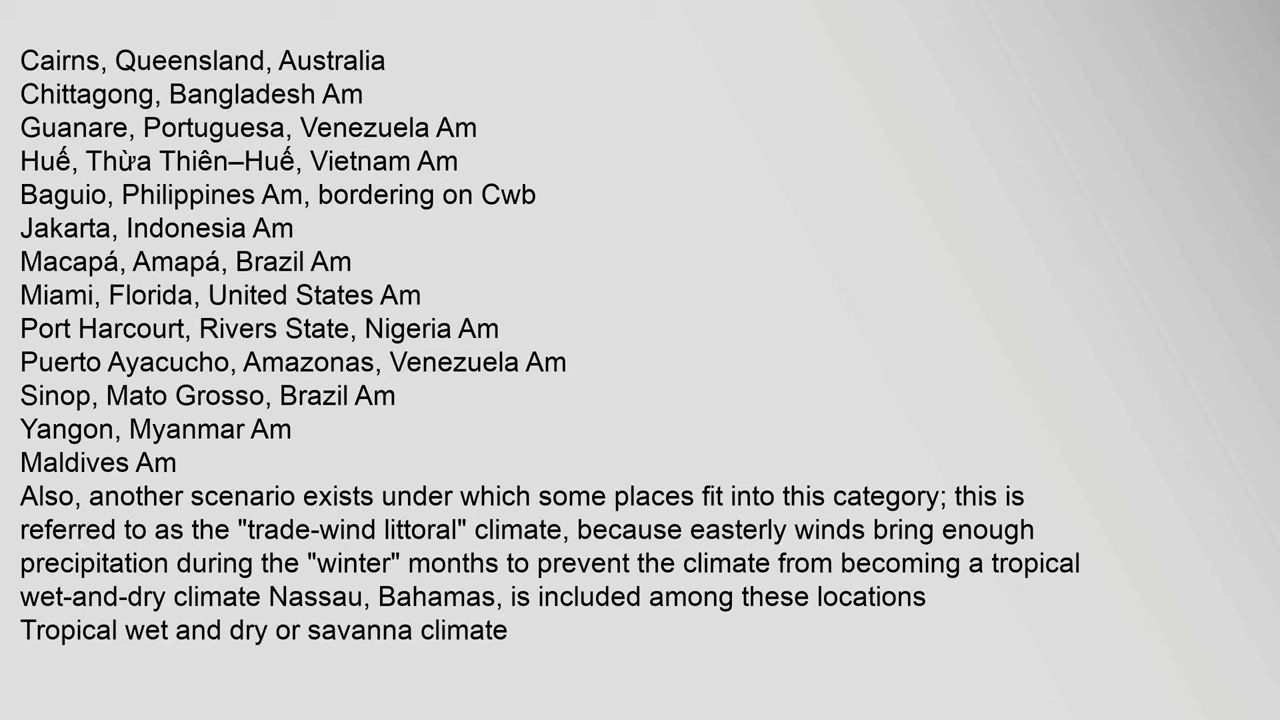 Cairns, Queensland, Australia
Chittagong, Bangladesh Am
Guanare, Portuguesa, Venezuela Am
Huế, Thừa Thiên–Huế, Vietnam Am
Baguio, Philippines Am, bordering on Cwb
Jakarta, Indonesia Am
Macapá, Amapá, Brazil Am
Miami, Florida, United States Am
Port Harcourt, Rivers State, Nigeria Am
Puerto Ayacucho, Amazonas, Venezuela Am
Sinop, Mato Grosso, Brazil Am
Yangon, Myanmar Am
Maldives Am
Also, another scenario exists under which some places fit into this category; this is
referred to as the "trade-wind littoral" climate, because easterly winds bring enough
precipitation during the "winter" months to prevent the climate from becoming a tropical
wet-and-dry climate Nassau, Bahamas, is included among these locations
Tropical wet and dry or savanna climate